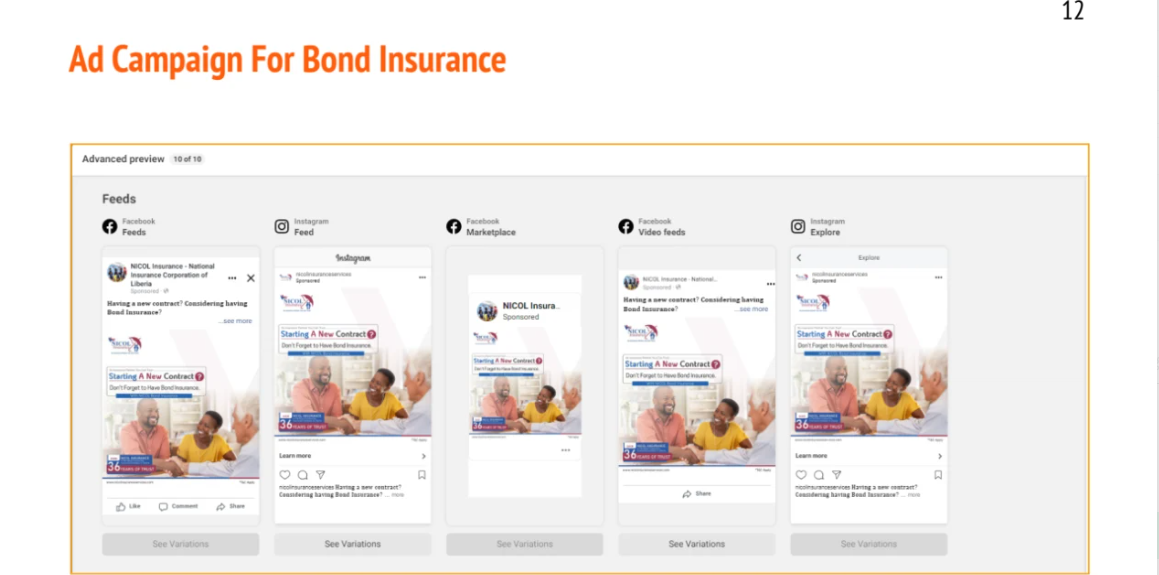 12
Ad Campaign For Bond Insurance
Advanced preview 10 of 10
Feeds
Facebook
Feeds
NICOL Insurance - National
Insurance Corporation of
Liberia
Sponsored
Having a new contract? Considering having
Bond Insurance?
...see more
NICOL
Starting A New Contract?
Don't Forget to Have Bond Insurance.
36 YEARS OF TRUST
Like Comment Share
See Variations
Instagram
Feed
Instagram
nicolinsuranceservices
Sponsored
NICOL
Starting A New Contract?
Don't Forget to Have Bond Insurance.
36 YEARS OF TRUST
Learn more
nicolinsuranceservices Having a new contract?
Considering having Bond Insurance? ... more
See Variations
Facebook
Marketplace
NICOL Insura..
Sponsored
NICOL
Starting A New Contract?
Don't Forget to Have Bond Insurance.
36 YEARS OF TRUST
See Variations
Facebook
Video feeds
NICOL Insurance - National...
Sponsored
Having a new contract? Considering having
Bond Insurance?
...see more
NICOL
Starting A New Contract?
Don't Forget to Have Bond Insurance.
36 YEARS OF TRUST
Share
See Variations
Instagram
Explore
Explore
nicolinsuranceservices
Sponsored
NICOL
Starting A New Contract?
Don't Forget to Have Bond Insurance.
36 YEARS OF TRUST
Learn more
nicolinsuranceservices Having a new contract?
Considering having Bond Insurance? ... more
See Variations